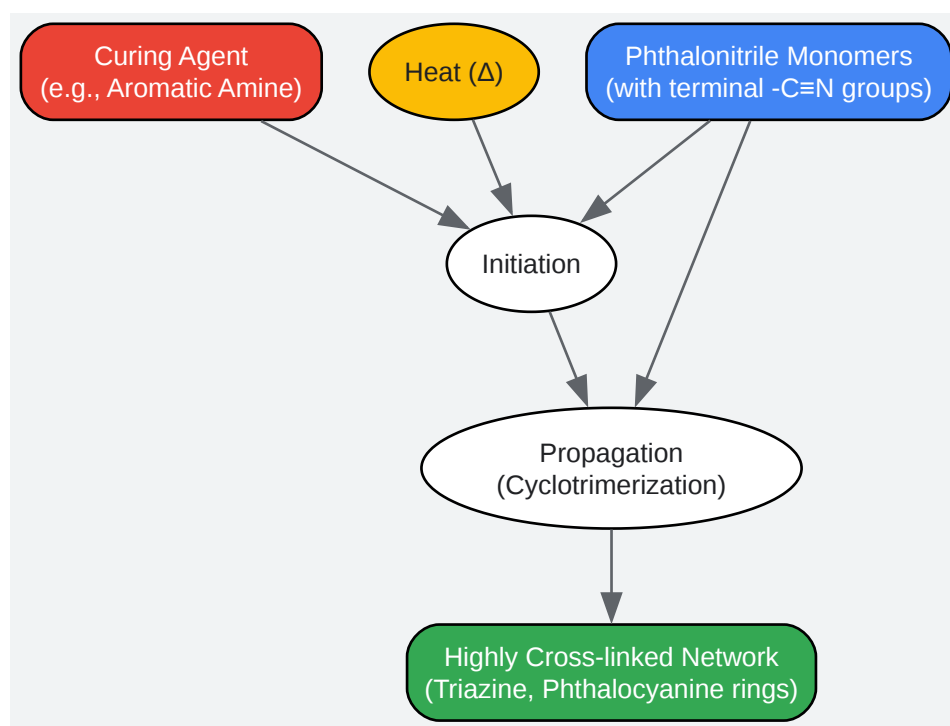 Curing Agent
(e.g., Aromatic Amine)
Heat (Δ)
Phthalonitrile Monomers
(with terminal -C≡N groups)
Initiation
Propagation
(Cyclotrimerization)
Highly Cross-linked Network
(Triazine, Phthalocyanine rings)